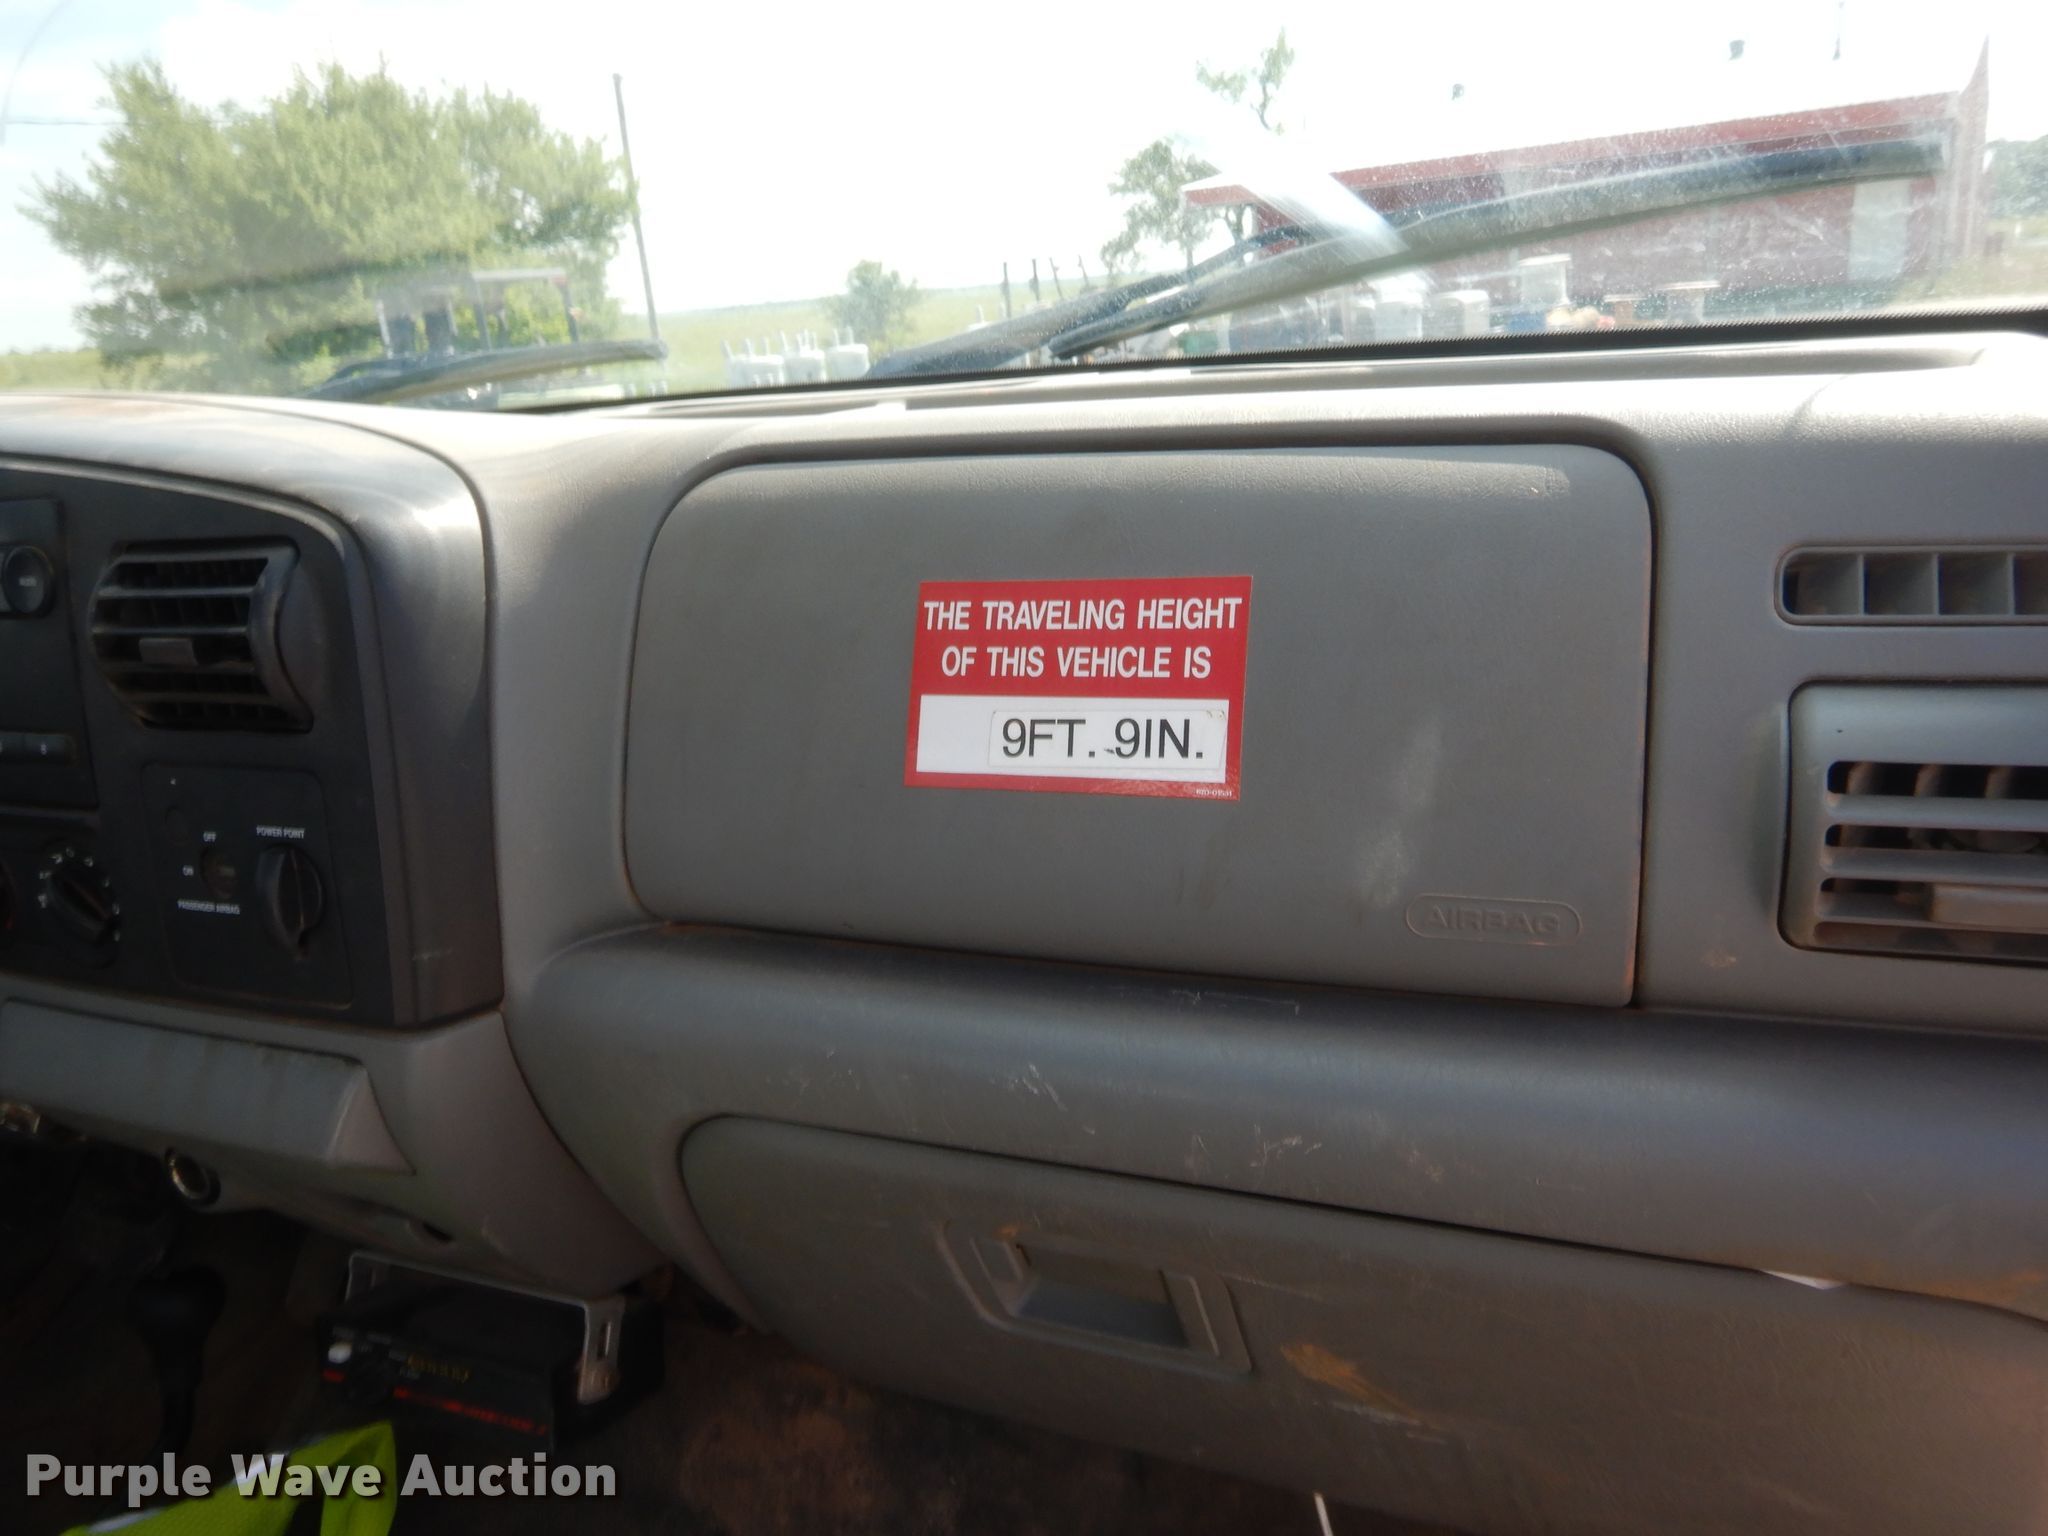 THE TRAVELING HEIGHT
OF THIS VEHICLE IS
9FT. 9IN.
OFF
POWER POINT
ON
PASSENGER AIRBAG
AIRBAG
Purple Wave Auction